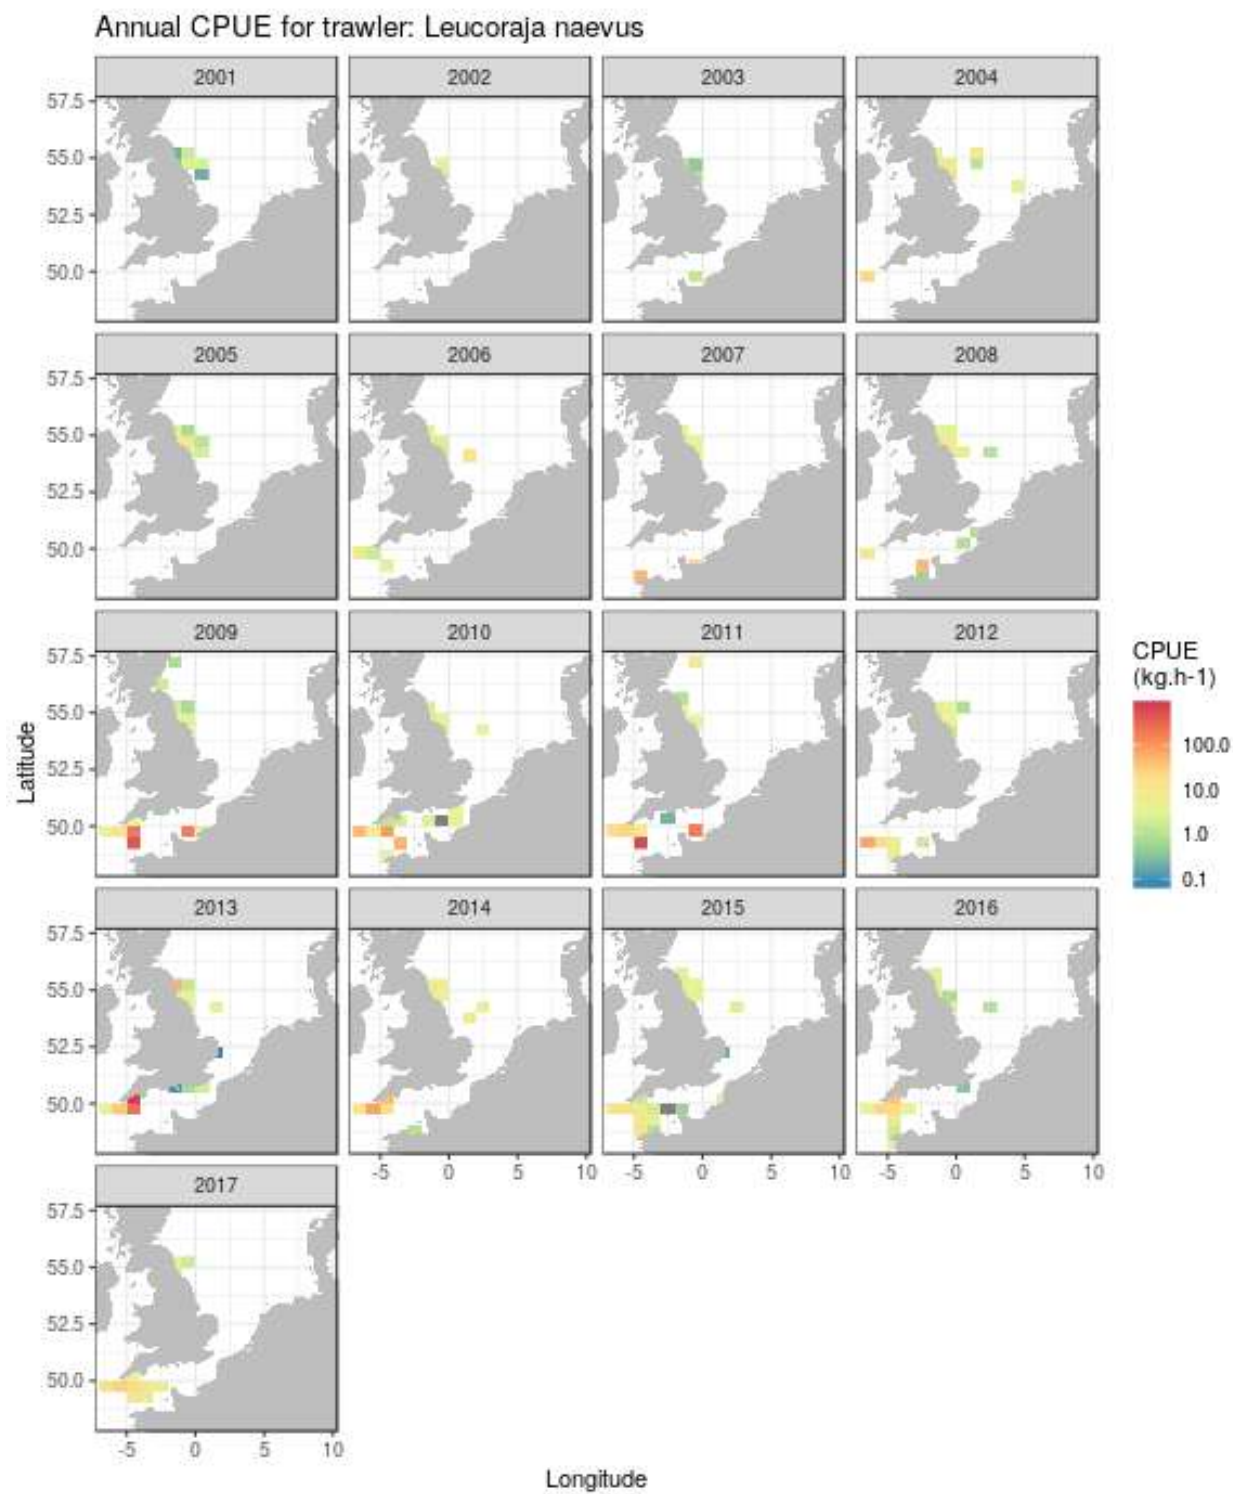 Annual CPUE for trawler: Leucoraja naevus
2001 2002 2003 2004
57.5
55.0
52.5
50.0
2005 2006 2007 2008
57.5
55.0
52.5
50.0
2009 2010 2011 2012
57.5
55.0
52.5
50.0
Latitude
CPUE
(kg.h-1)
100.0
10.0
1.0
0.1
2013 2014 2015 2016
57.5
55.0
52.5
50.0
-5 0 5 10 -5 0 5 10 -5 0 5 10
2017
57.5
55.0
52.5
50.0
-5 0 5 10
Longitude